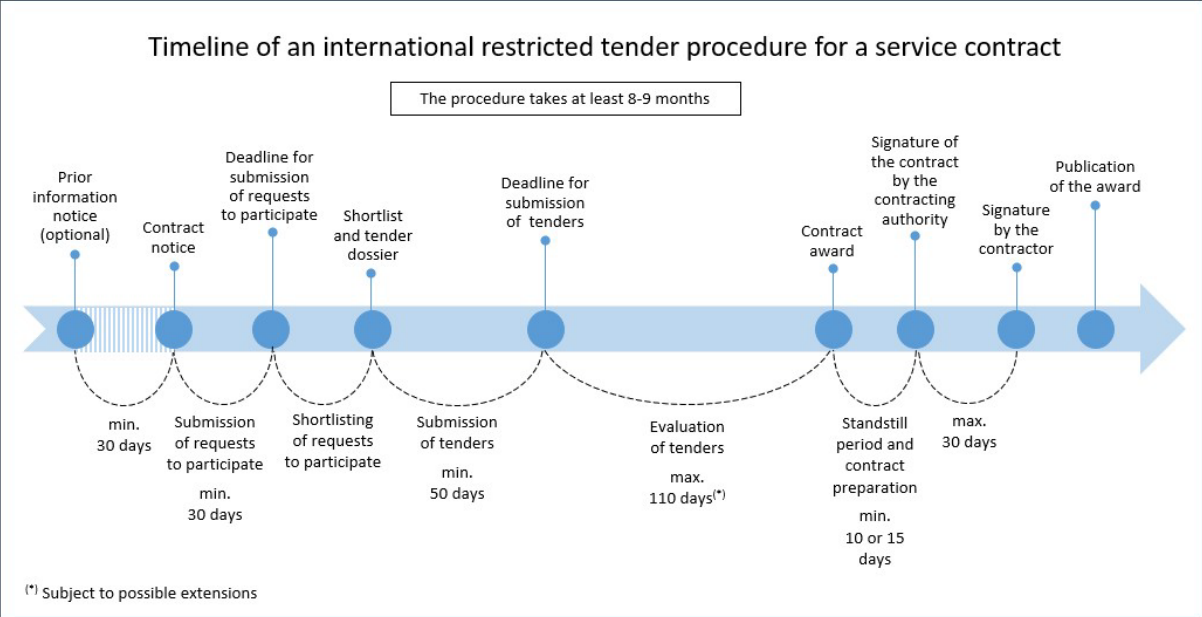 Timeline of an international restricted tender procedure for a service contract
The procedure takes at least 8-9 months
Prior
information
notice
(optional)
Contract
notice
Deadline for
submission
of requests
to participate
Shortlist
and tender
dossier
Deadline for
submission
of tenders
Contract
award
Signature of
the contract
by the
contracting
authority
Signature
by the
contractor
Publication
of the award
min.
30 days
Submission
of requests
to participate
min.
30 days
Shortlisting
of requests
to participate
Submission
of tenders
min.
50 days
Evaluation
of tenders
max.
110 days(*)
Standstill
period and
contract
preparation
min.
10 or 15
days
max.
30 days
(*) Subject to possible extensions